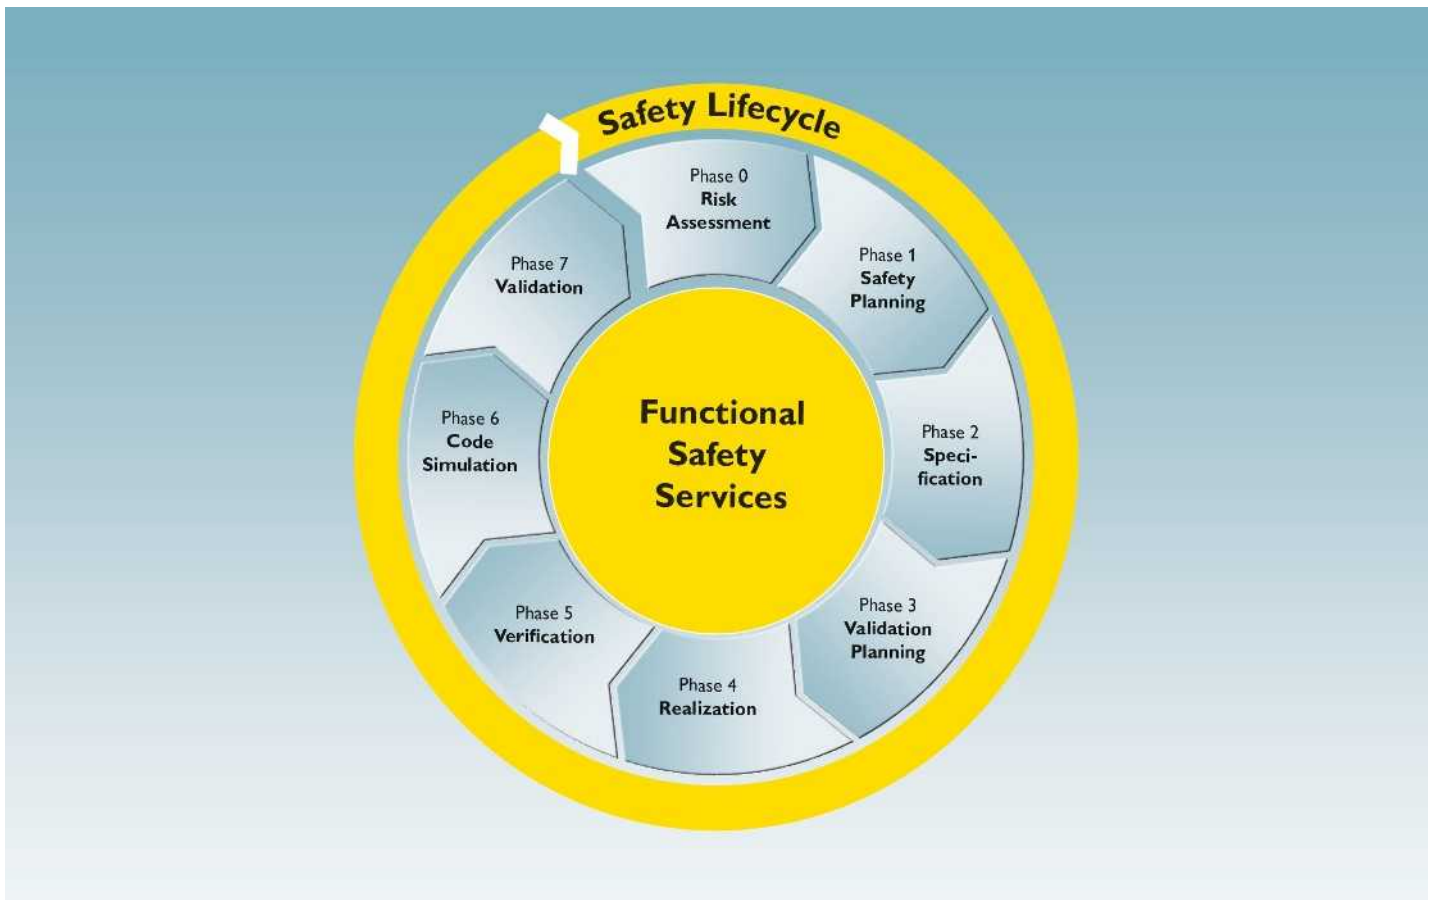 Safety Lifecycle
Phase 0
Risk
Assessment
Phase 1
Safety
Planning
Phase 2
Speci-
fication
Phase 3
Validation
Planning
Phase 4
Realization
Phase 5
Verification
Phase 6
Code
Simulation
Phase 7
Validation
Functional
Safety
Services